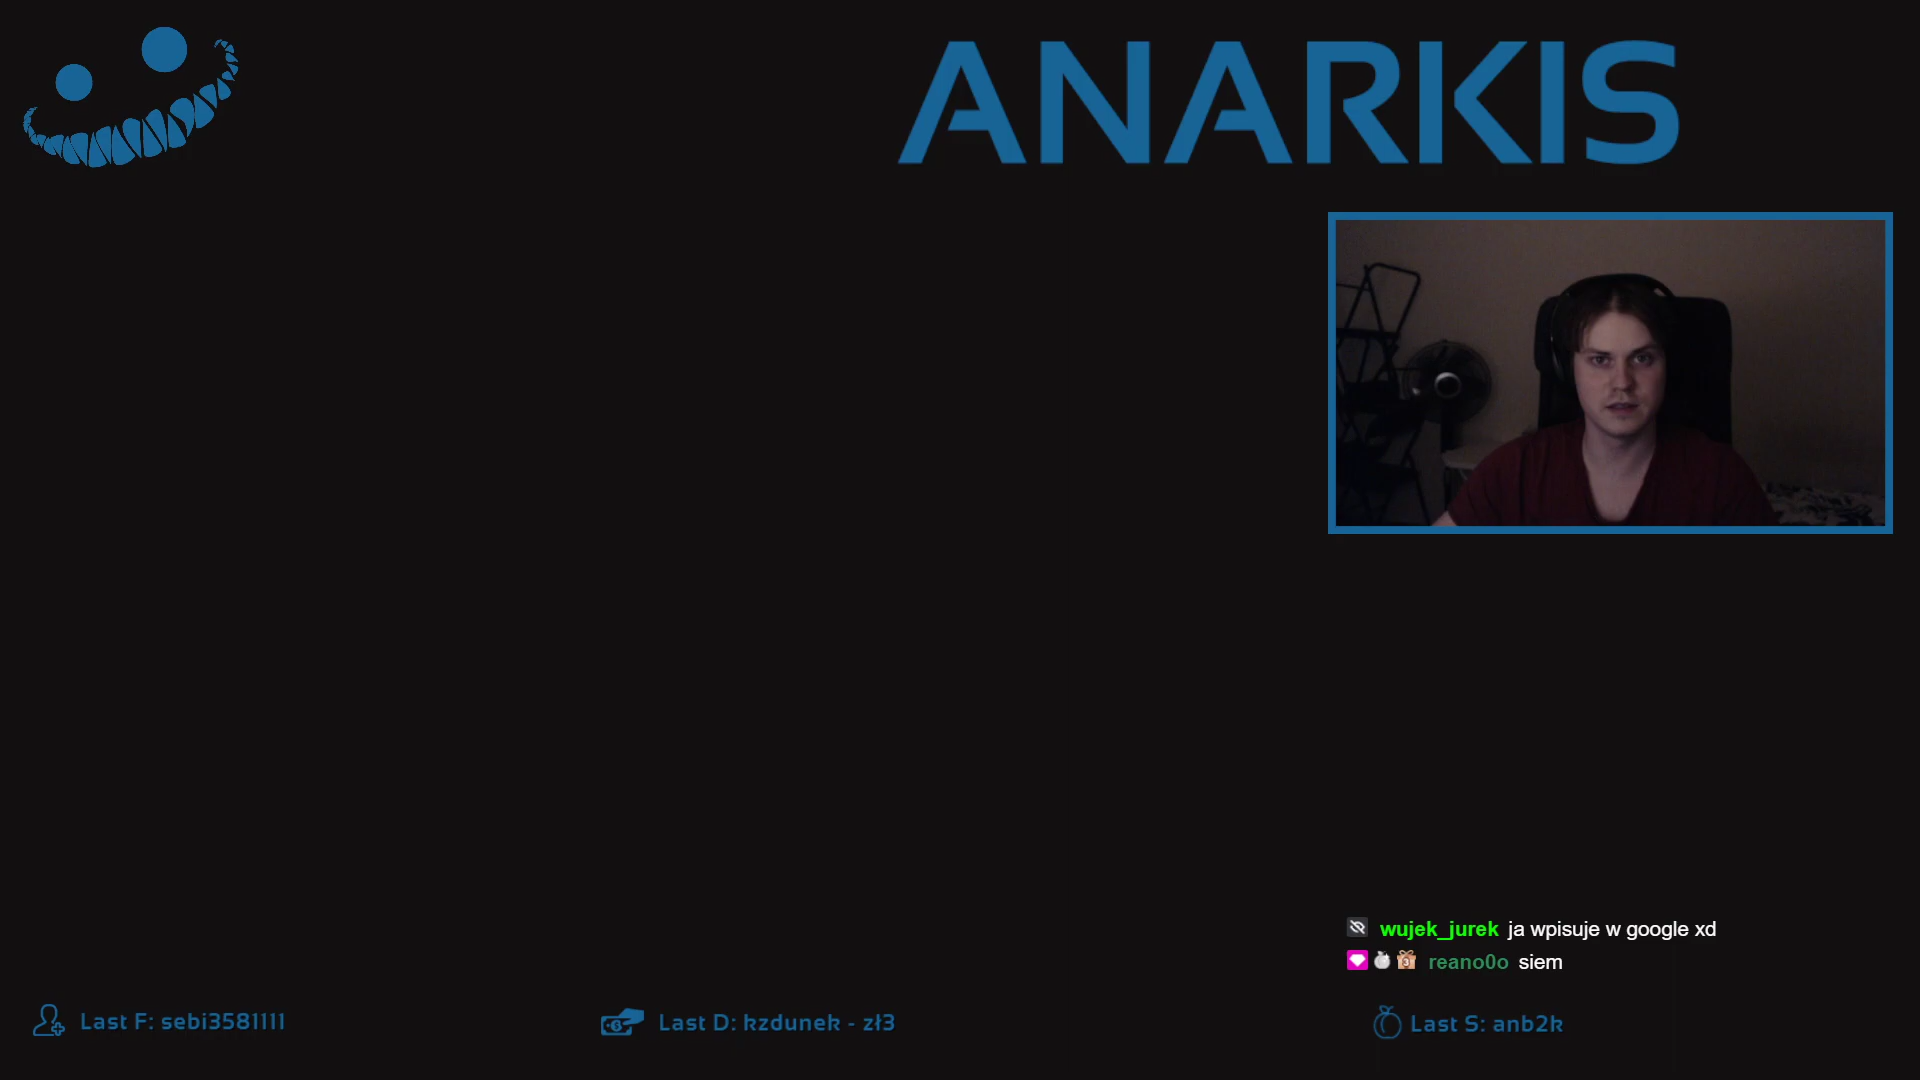 ANARKIS
wujek_jurek ja wpisuje w google xd
reano0o siem
Last F: sebi3581111
Last D: kzdunek - zł3
Last S: anb2k